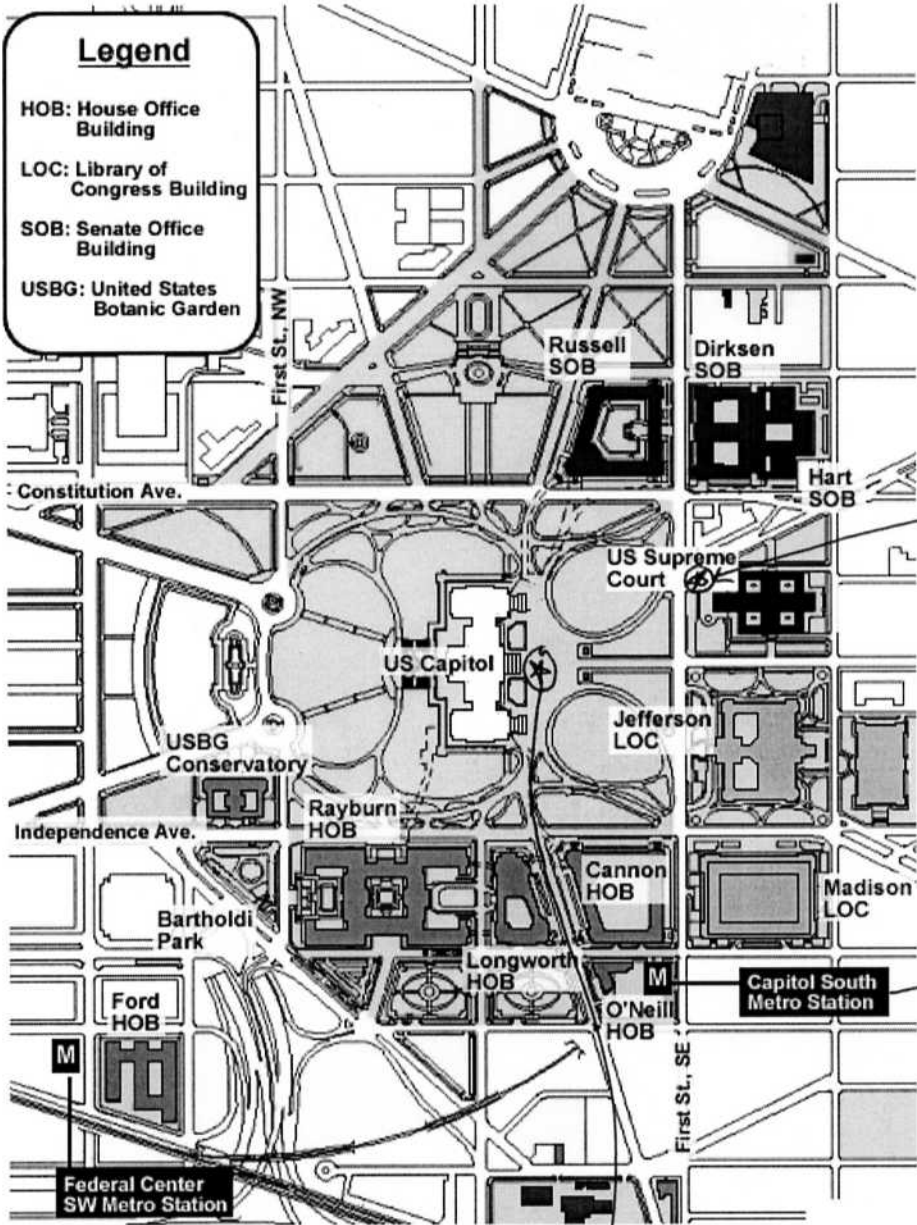 Legend
HOB: House Office
Building
LOC: Library of
Congress Building
SOB: Senate Office
Building
USBG: United States
Botanic Garden
First St., NW
Russell
SOB
Dirksen
SOB
Constitution Ave.
Hart
SOB
US Supreme
Court
US Capitol
Jefferson
LOC
USBG
Conservatory
Rayburn
HOB
Independence Ave.
Cannon
HOB
Madison
LOC
Bartholdi
Park
Longworth
HOB
M
Capitol South
Metro Station
O'Neill
HOB
Ford
HOB
M
First St., SE
Federal Center
SW Metro Station